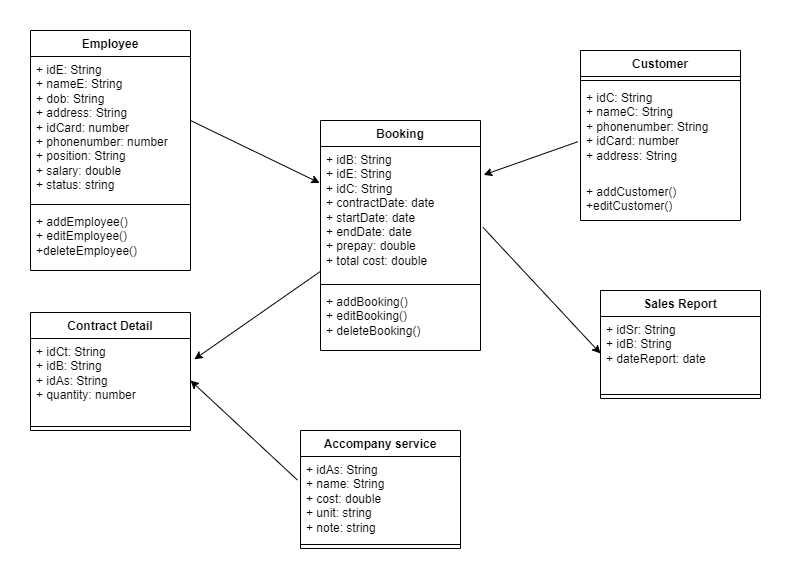 Employee
+ idE: String
+ nameE: String
+ dob: String
+ address: String
+ idCard: number
+ phonenumber: number
+ position: String
+ salary: double
+ status: string
+ addEmployee()
+ editEmployee()
+deleteEmployee()
Booking
+ idB: String
+ idE: String
+ idC: String
+ contractDate: date
+ startDate: date
+ endDate: date
+ prepay: double
+ total cost: double
+ addBooking()
+ editBooking()
+ deleteBooking()
Customer
+ idC: String
+ nameC: String
+ phonenumber: String
+ idCard: number
+ address: String
+ addCustomer()
+editCustomer()
Contract Detail
+ idCt: String
+ idB: String
+ idAs: String
+ quantity: number
Sales Report
+ idSr: String
+ idB: String
+ dateReport: date
Accompany service
+ idAs: String
+ name: String
+ cost: double
+ unit: string
+ note: string